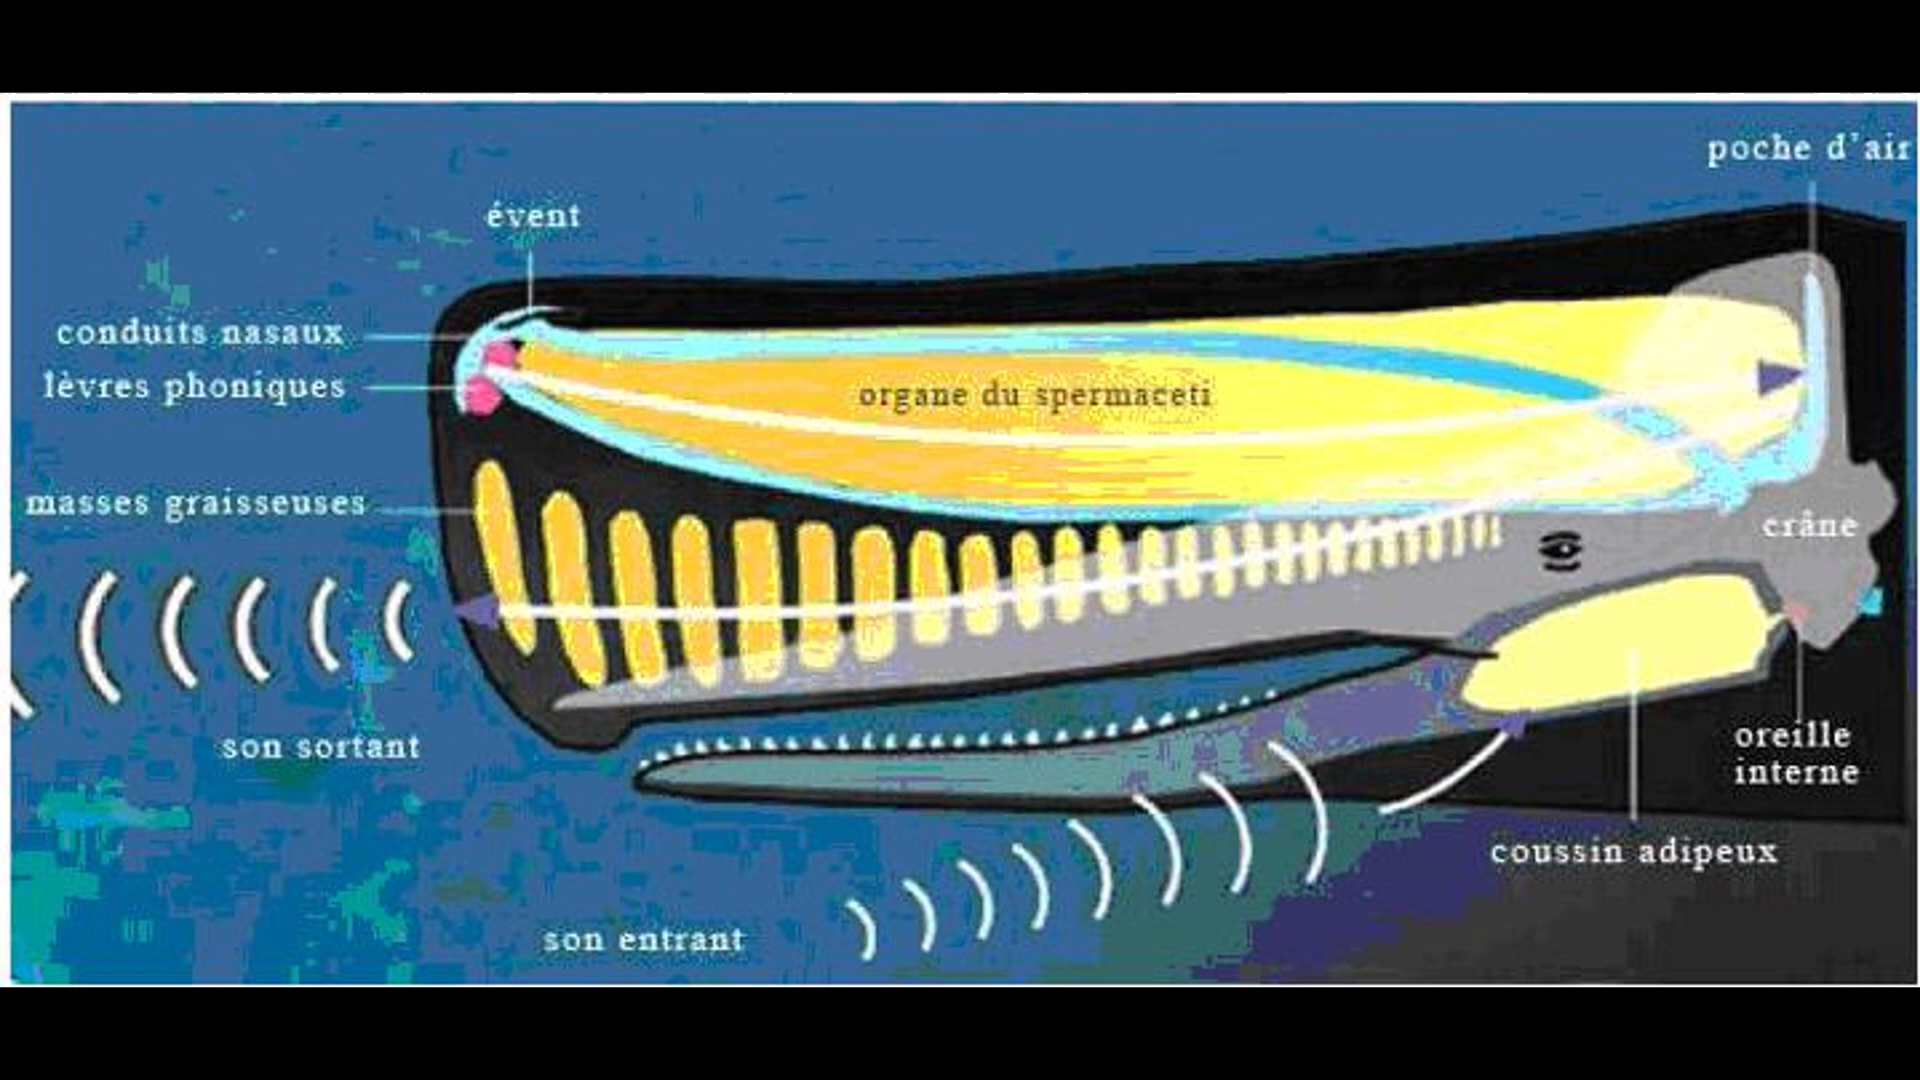 poche d'air
évent
conduits nasaux
lèvres phoniques
organe du spermaceti
masses graisseuses
crâne
son sortant
oreille
interne
coussin adipeux
son entrant